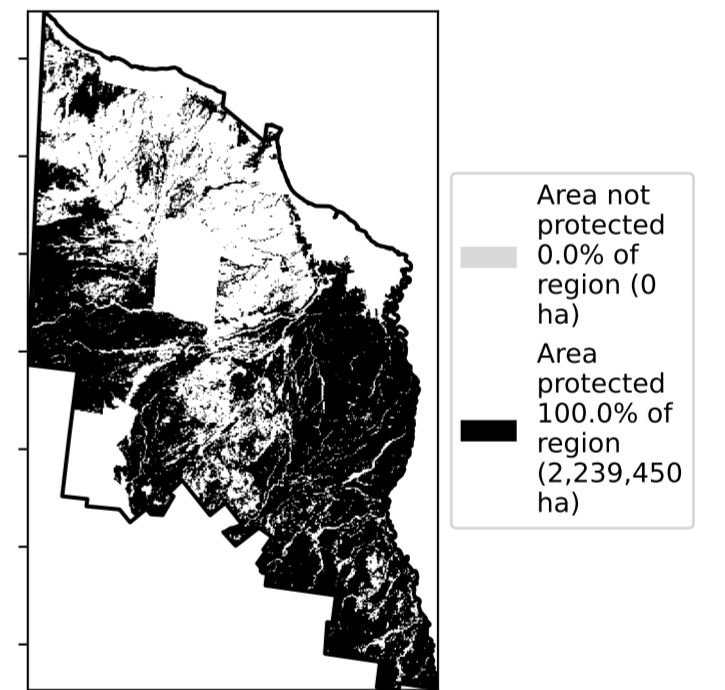 Area not
protected
0.0% of
region (0
ha)
Area
protected
100.0% of
region
(2,239,450
ha)